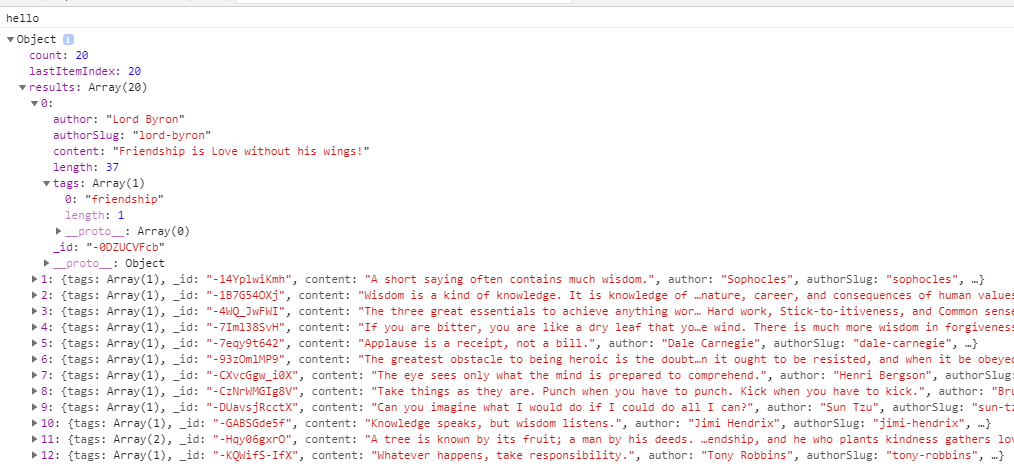 hello
Object i
count: 20
lastItemIndex: 20
results: Array(20)
0:
author: "Lord Byron"
authorSlug: "lord-byron"
content: "Friendship is Love without his wings!"
length: 37
tags: Array(1)
0: "friendship"
length: 1
__proto__: Array(0)
_id: "-0DZUCVFcb"
__proto__: Object
1: {tags: Array(1), _id: "-14YplwiKmh", content: "A short saying often contains much wisdom.", author: "Sophocles", authorSlug: "sophocles", …}
2: {tags: Array(1), _id: "-1B7G54OXj", content: "Wisdom is a kind of knowledge. It is knowledge of …nature, career, and consequences of human values
3: {tags: Array(1), _id: "-4WQ_JwFWI", content: "The three great essentials to achieve anything wor… Hard work, Stick-to-itiveness, and Common sense
4: {tags: Array(1), _id: "-7Iml38SvH", content: "If you are bitter, you are like a dry leaf that yo…e wind. There is much more wisdom in forgiveness
5: {tags: Array(1), _id: "-7eqy9t642", content: "Applause is a receipt, not a bill.", author: "Dale Carnegie", authorSlug: "dale-carnegie", …}
6: {tags: Array(1), _id: "-93zOmlMP9", content: "The greatest obstacle to being heroic is the doubt…n it ought to be resisted, and when it be obeyed
7: {tags: Array(1), _id: "-CXvcGgw_i0X", content: "The eye sees only what the mind is prepared to comprehend.", author: "Henri Bergson", authorSlug
8: {tags: Array(1), _id: "-CzNrWMGIg8V", content: "Take things as they are. Punch when you have to punch. Kick when you have to kick.", author: "Bru
9: {tags: Array(1), _id: "-DUavsjRcctX", content: "Can you imagine what I would do if I could do all I can?", author: "Sun Tzu", authorSlug: "sun-tz
10: {tags: Array(1), _id: "-GABSGde5f", content: "Knowledge speaks, but wisdom listens.", author: "Jimi Hendrix", authorSlug: "jimi-hendrix", …}
11: {tags: Array(2), _id: "-Hqy06gxrO", content: "A tree is known by its fruit; a man by his deeds. …endship, and he who plants kindness gathers lov
12: {tags: Array(1), _id: "-KQWifS-IfX", content: "Whatever happens, take responsibility.", author: "Tony Robbins", authorSlug: "tony-robbins", …}